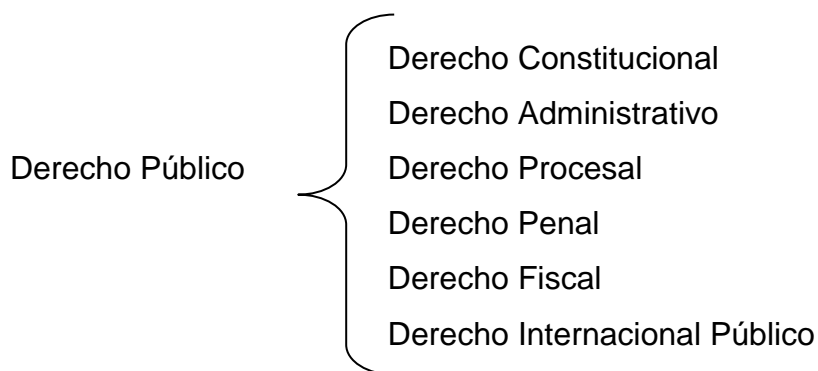 Derecho Público
Derecho Constitucional
Derecho Administrativo
Derecho Procesal
Derecho Penal
Derecho Fiscal
Derecho Internacional Público